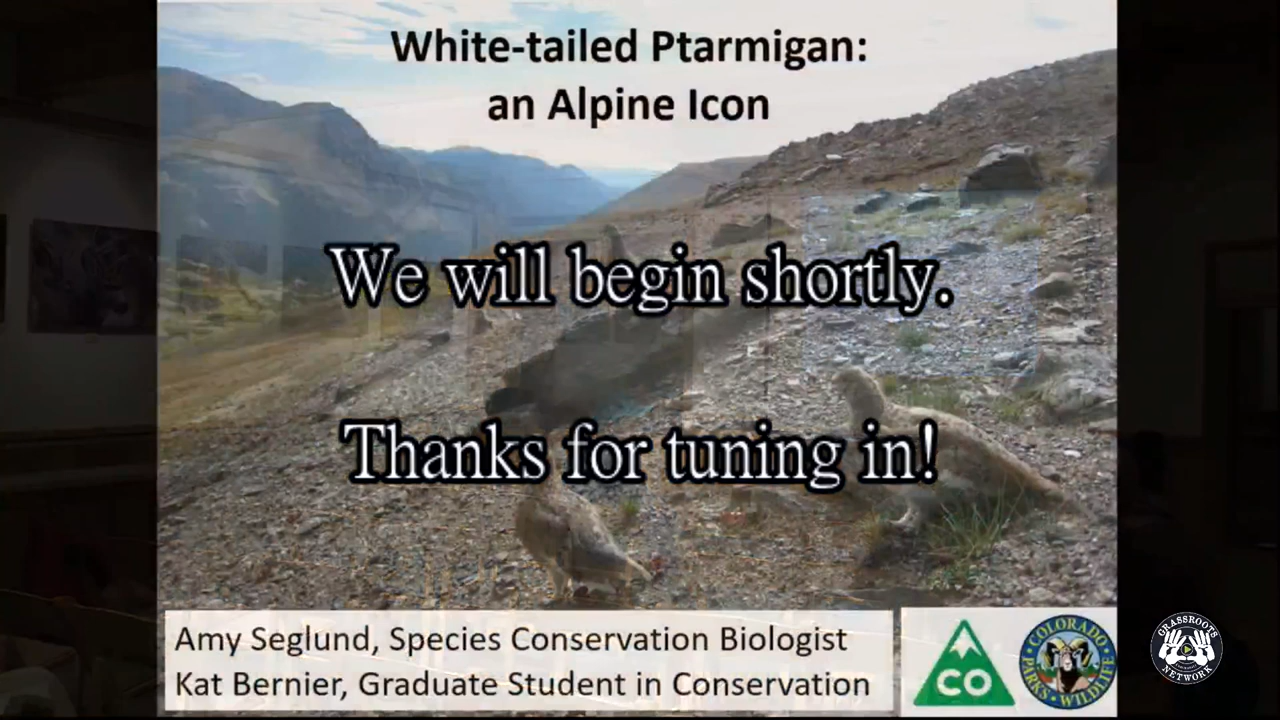 White-tailed Ptarmigan:
an Alpine Icon
We will begin shortly.
Thanks for tuning in!
Amy Seglund, Species Conservation Biologist
Kat Bernier, Graduate Student in Conservation
CO
COLORADO
PARKS & WILDLIFE
GRASSROOTS
NETWORK